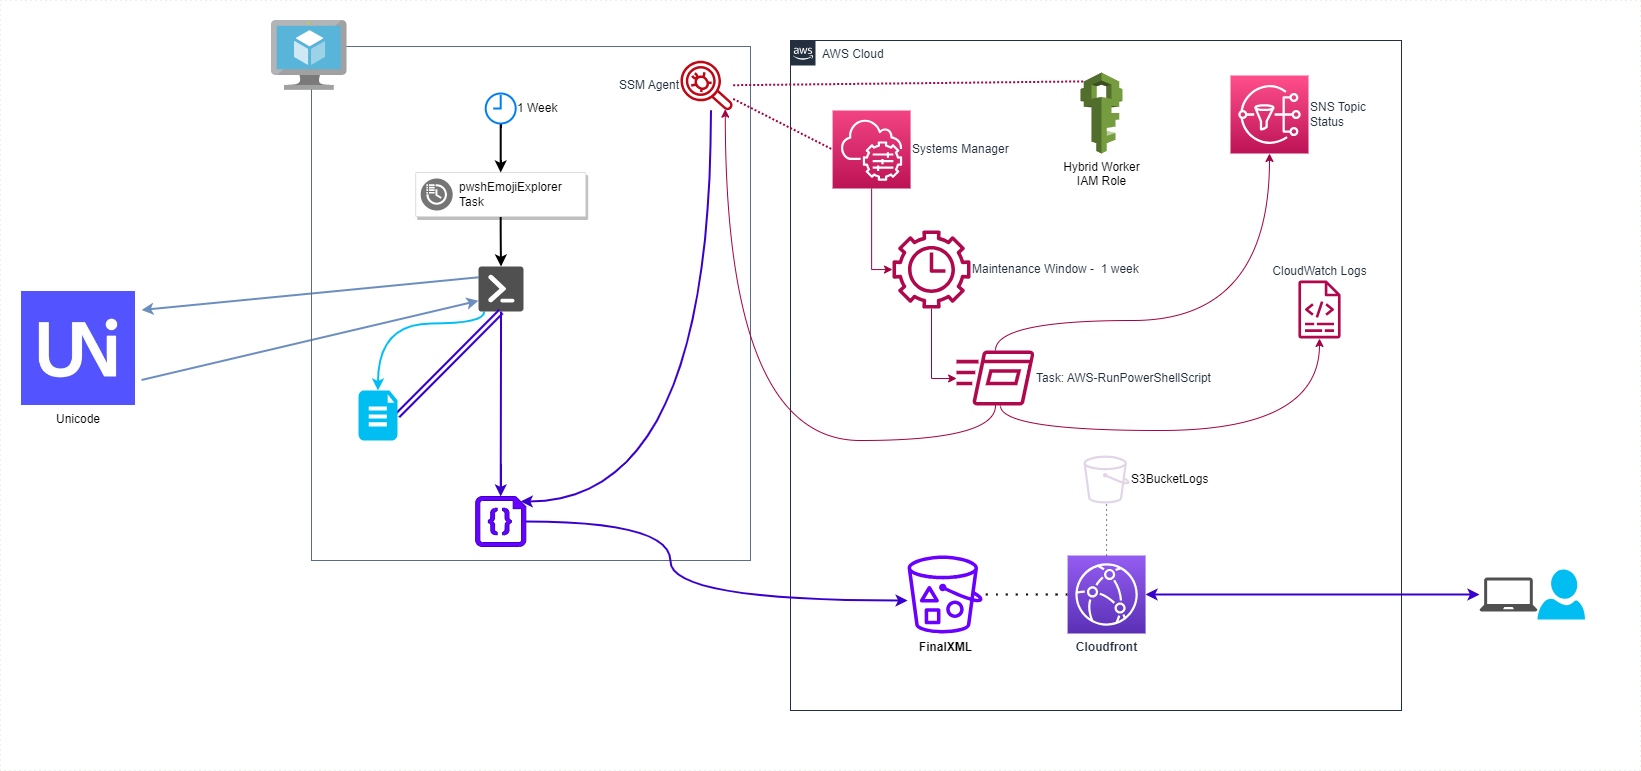 aws
AWS Cloud
SSM Agent
1 Week
SNS Topic
Status
Systems Manager
Hybrid Worker
IAM Role
pwshEmojiExplorer
Task
Maintenance Window -  1 week
CloudWatch Logs
UNi
Unicode
Task: AWS-RunPowerShellScript
S3BucketLogs
FinalXML
Cloudfront